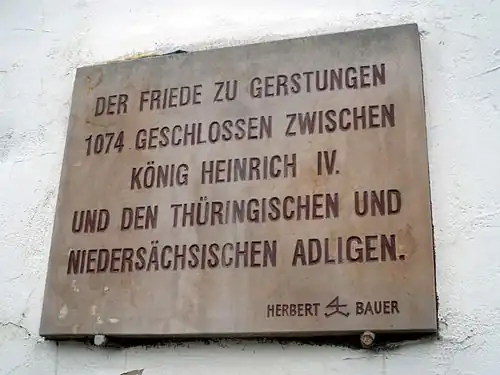 DER FRIEDE ZU GERSTUNGEN
1074 GESCHLOSSEN ZWISCHEN
KÖNIG HEINRICH IV.
UND DEN THÜRINGISCHEN UND
NIEDERSÄCHSISCHEN ADLIGEN.
HERBERT BAUER